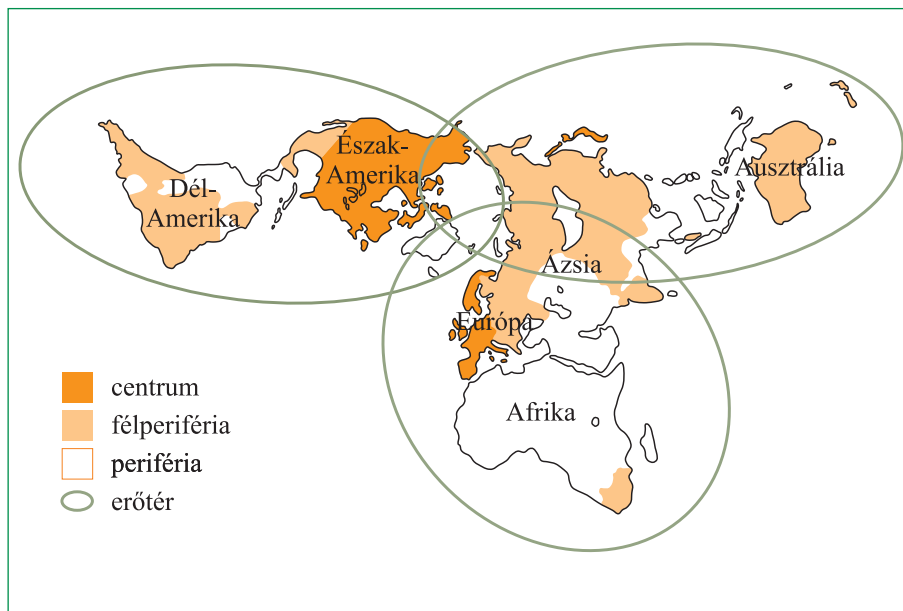 Észak-
Amerika
Dél-
Amerika
Ausztrália
Ázsia
Európa
Afrika
centrum
félperiféria
periféria
erőtér